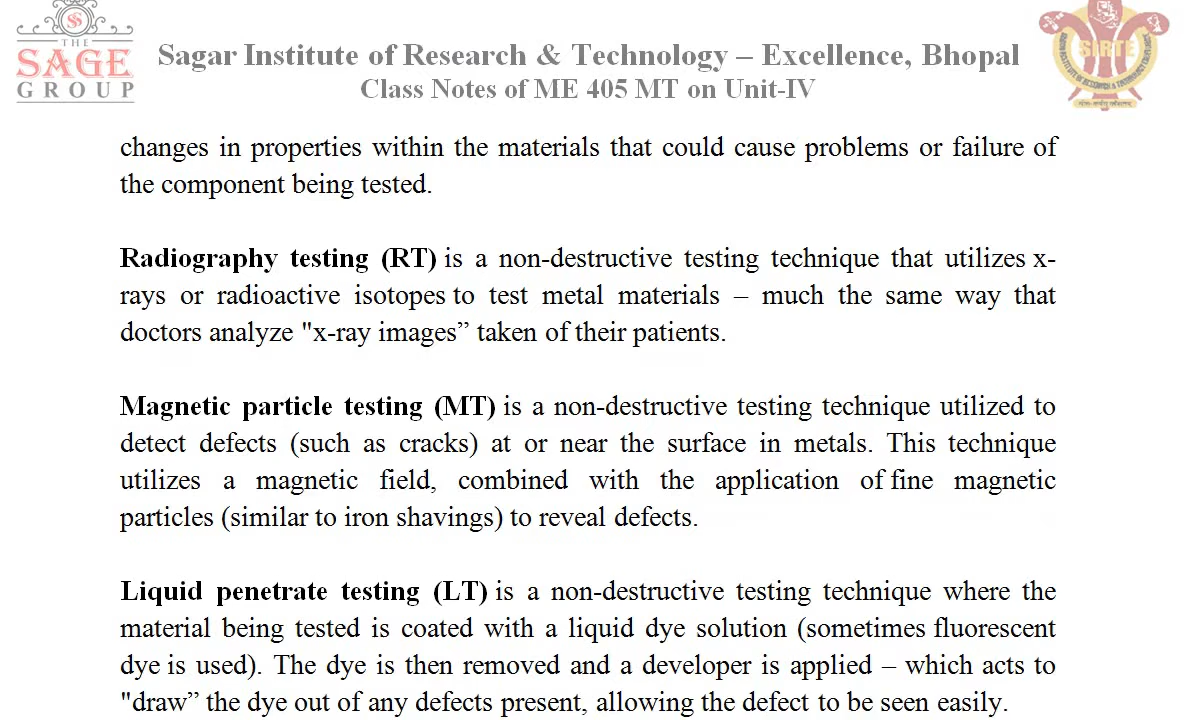 THE
SAGE
GROUP
Sagar Institute of Research & Technology – Excellence, Bhopal
Class Notes of ME 405 MT on Unit-IV
SIRTE
changes in properties within the materials that could cause problems or failure of
the component being tested.
Radiography testing (RT) is a non-destructive testing technique that utilizes x-
rays or radioactive isotopes to test metal materials – much the same way that
doctors analyze "x-ray images” taken of their patients.
Magnetic particle testing (MT) is a non-destructive testing technique utilized to
detect defects (such as cracks) at or near the surface in metals. This technique
utilizes a magnetic field, combined with the application of fine magnetic
particles (similar to iron shavings) to reveal defects.
Liquid penetrate testing (LT) is a non-destructive testing technique where the
material being tested is coated with a liquid dye solution (sometimes fluorescent
dye is used). The dye is then removed and a developer is applied – which acts to
"draw” the dye out of any defects present, allowing the defect to be seen easily.